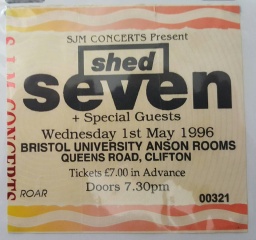 SJM CONCERTS Present
shed
seven
+ Special Guests
Wednesday 1st May 1996
BRISTOL UNIVERSITY ANSON ROOMS
QUEENS ROAD, CLIFTON
Tickets £7.00 in Advance
Doors 7.30pm
ROAR
00321
SJM CONCERTS